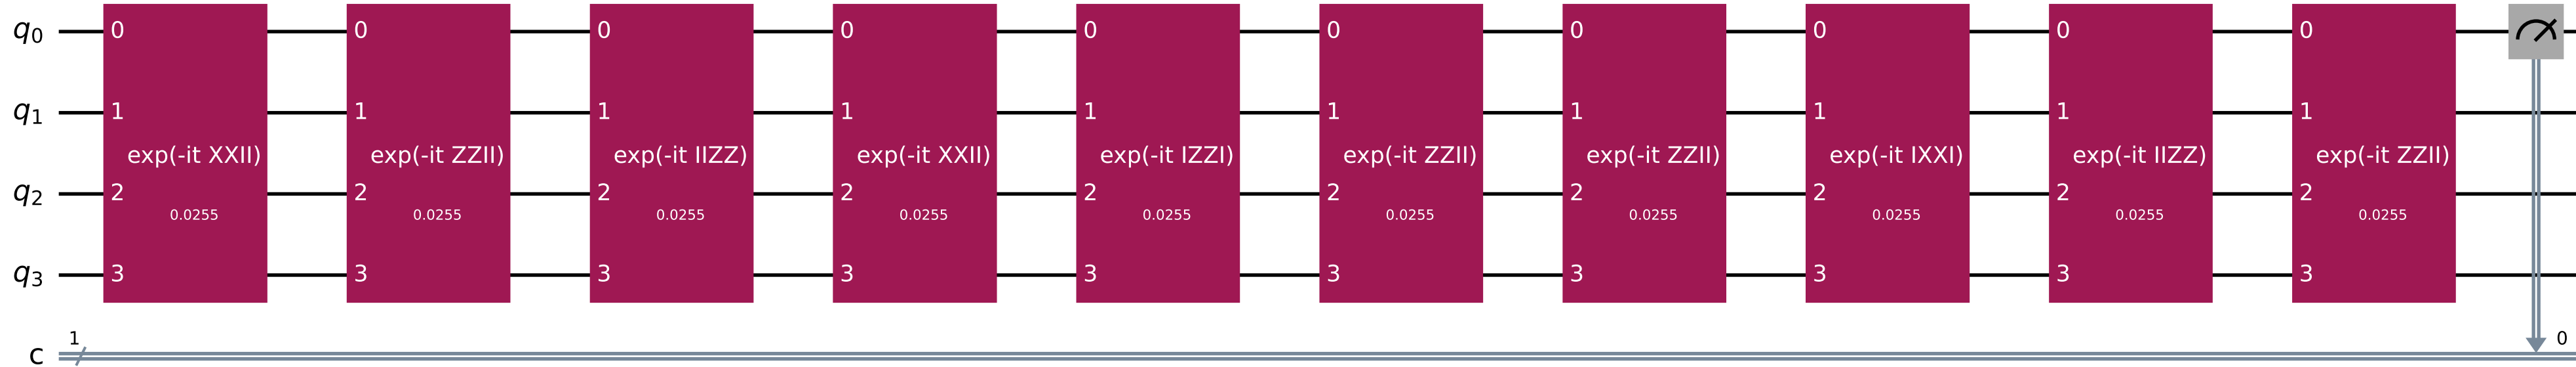 q0 0 0 0 0 0 0 0 0 0 0
q1 1 1 1 1 1 1 1 1 1 1
exp(-it XXII) exp(-it ZZII) exp(-it IIZZ) exp(-it XXII) exp(-it IZZI) exp(-it ZZII) exp(-it ZZII) exp(-it IXXI) exp(-it IIZZ) exp(-it ZZII)
q2 2 2 2 2 2 2 2 2 2 2
0.0255 0.0255 0.0255 0.0255 0.0255 0.0255 0.0255 0.0255 0.0255 0.0255
q3 3 3 3 3 3 3 3 3 3 3
1 0
c